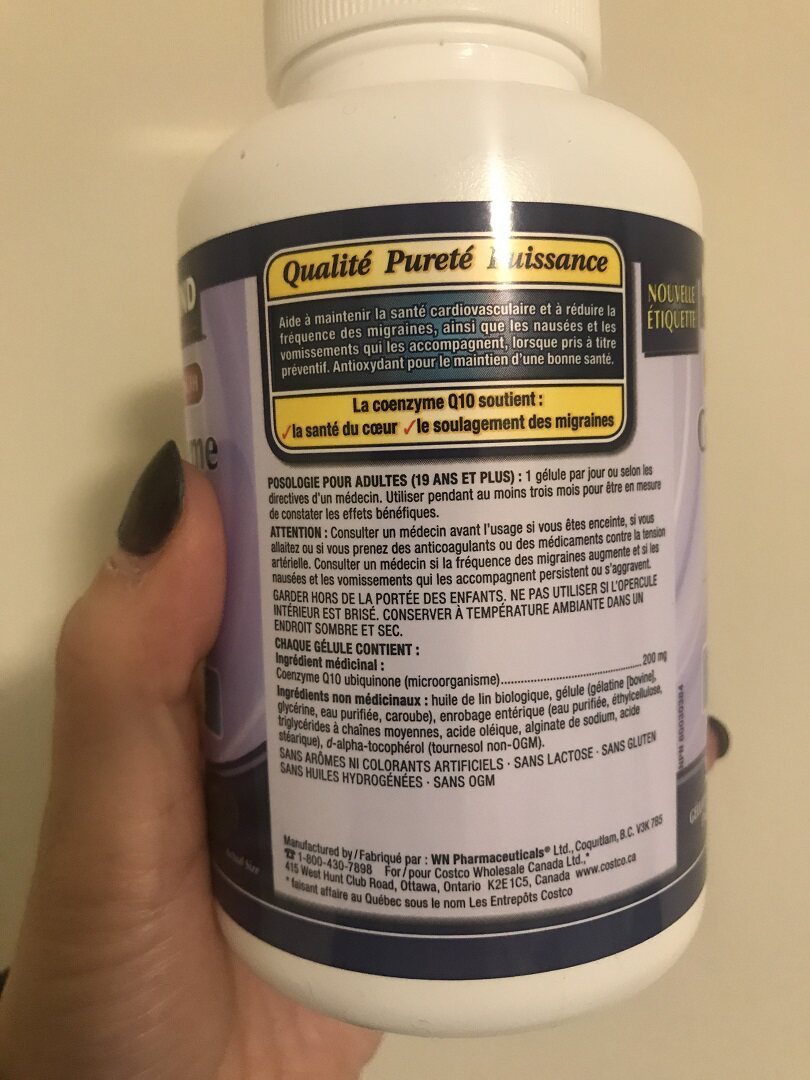 ND
me
Qualité Pureté Puissance
Aide à maintenir la santé cardiovasculaire et à réduire la
fréquence des migraines, ainsi que les nausées et les
vomissements qui les accompagnent, lorsque pris à titre
préventif. Antioxydant pour le maintien d'une bonne santé.
La coenzyme Q10 soutient :
✓la santé du cœur ✓le soulagement des migraines
NOUVELLE
ÉTIQUETTE
POSOLOGIE POUR ADULTES (19 ANS ET PLUS) : 1 gélule par jour ou selon les
directives d'un médecin. Utiliser pendant au moins trois mois pour être en mesure
de constater les effets bénéfiques.
ATTENTION : Consulter un médecin avant l'usage si vous êtes enceinte, si vous
allaitez ou si vous prenez des anticoagulants ou des médicaments contre la tension
artérielle. Consulter un médecin si la fréquence des migraines augmente et si les
nausées et les vomissements qui les accompagnent persistent ou s'aggravent.
GARDER HORS DE LA PORTÉE DES ENFANTS. NE PAS UTILISER SI L'OPERCULE
INTÉRIEUR EST BRISÉ. CONSERVER À TEMPÉRATURE AMBIANTE DANS UN
ENDROIT SOMBRE ET SEC.
CHAQUE GÉLULE CONTIENT :
Ingrédient médicinal :
Coenzyme Q10 ubiquinone (microorganisme)........................................ 200 mg
Ingrédients non médicinaux : huile de lin biologique, gélule (gélatine [bovine],
glycérine, eau purifiée, caroube), enrobage entérique (eau purifiée, éthylcellulose,
triglycérides à chaînes moyennes, acide oléique, alginate de sodium, acide
stéarique), d-alpha-tocophérol (tournesol non-OGM).
SANS ARÔMES NI COLORANTS ARTIFICIELS · SANS LACTOSE · SANS GLUTEN
SANS HUILES HYDROGÉNÉES · SANS OGM
NPN 80030384
Actual Size
Manufactured by / Fabriqué par : WN Pharmaceuticals® Ltd., Coquitlam, B.C. V3K 7B5
☎ 1-800-430-7898 For / pour Costco Wholesale Canada Ltd.,*
415 West Hunt Club Road, Ottawa, Ontario K2E 1C5, Canada www.costco.ca
* faisant affaire au Québec sous le nom Les Entrepôts Costco